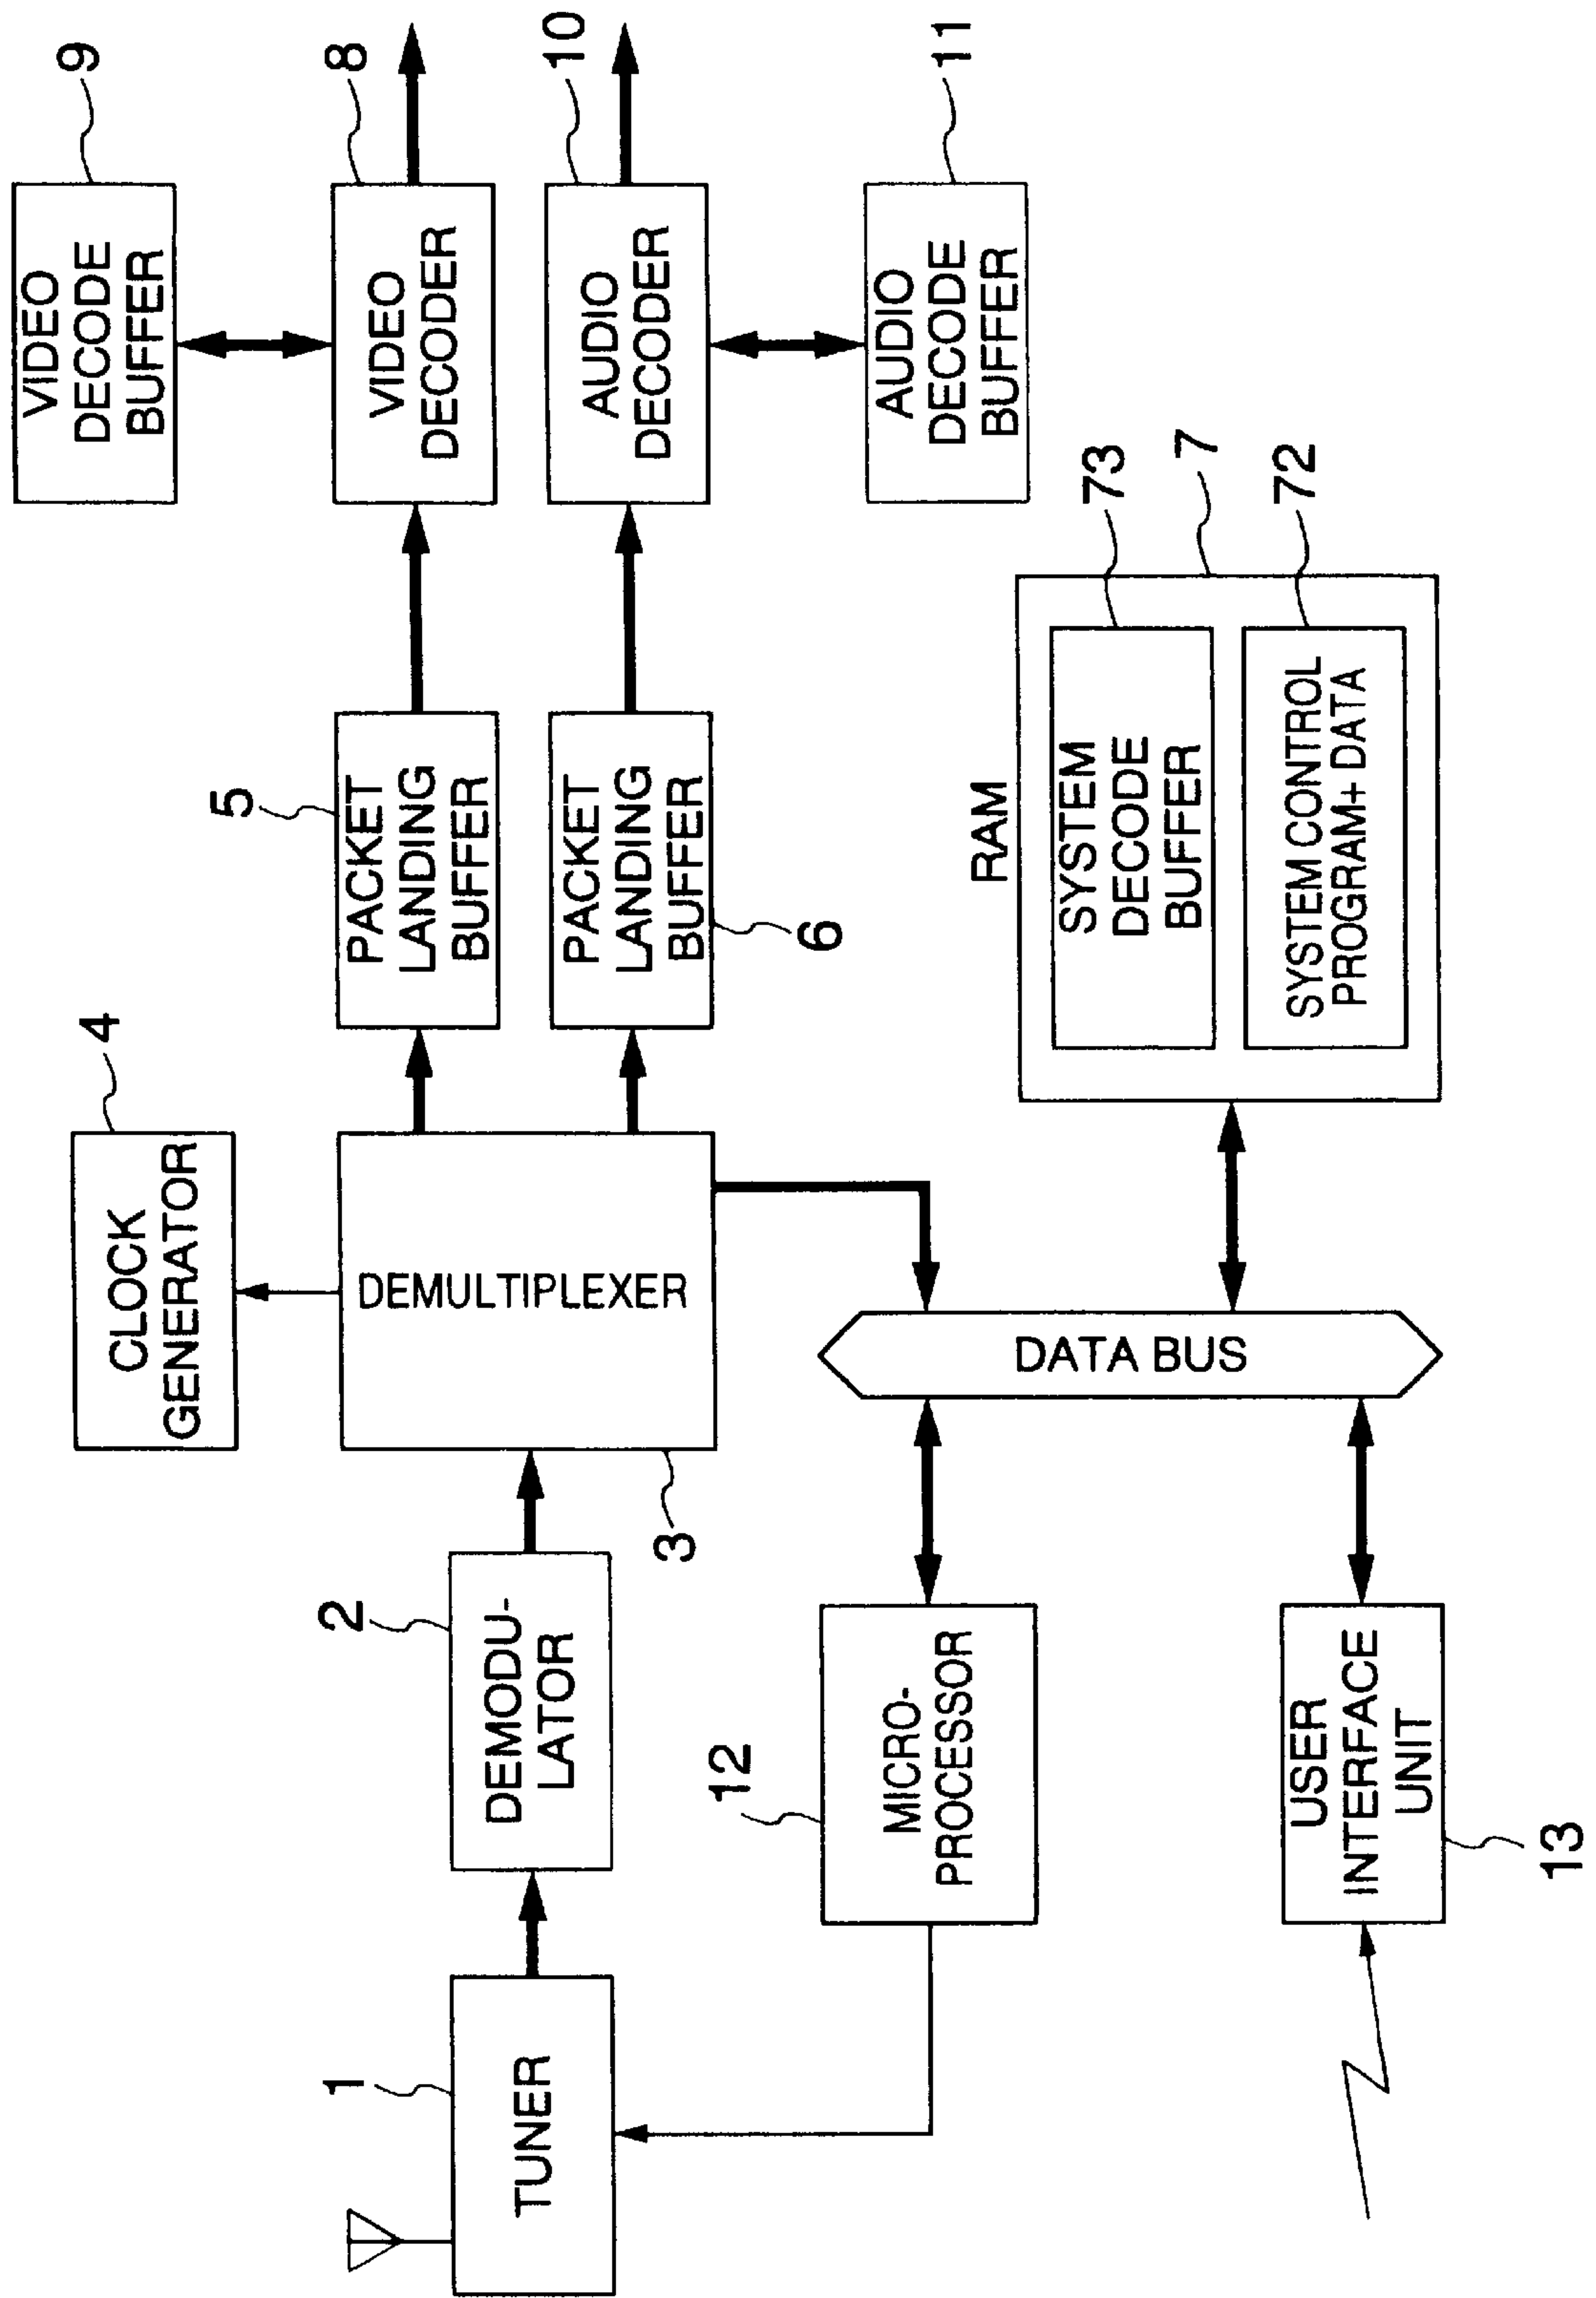 9
VIDEO
DECODE
BUFFER
8
VIDEO
DECODER
10
AUDIO
DECODER
11
AUDIO
DECODE
BUFFER
5
PACKET
LANDING
BUFFER
PACKET
LANDING
BUFFER
6
4
CLOCK
GENERATOR
DEMULTIPLEXER
3
2
DEMODU-
LATOR
1
TUNER
RAM
7
73
SYSTEM
DECODE
BUFFER
72
SYSTEM CONTROL
PROGRAM+DATA
DATA BUS
12
MICRO-
PROCESSOR
USER
INTERFACE
UNIT
13